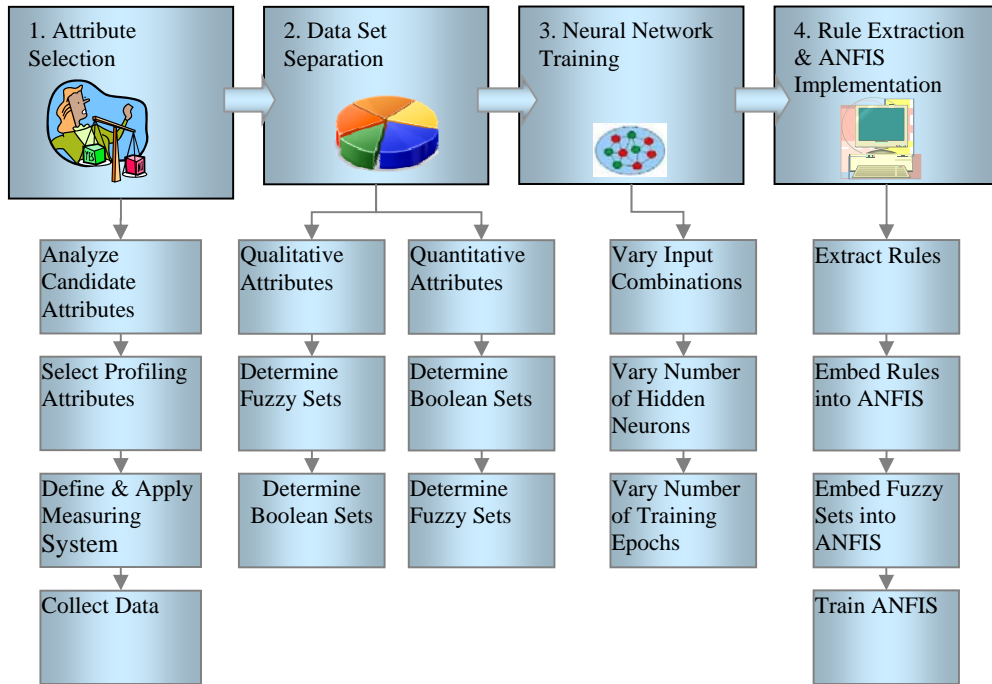 1. Attribute
Selection
YES
2. Data Set
Separation
3. Neural Network
Training
4. Rule Extraction
& ANFIS
Implementation
Analyze
Candidate
Attributes
Select Profiling
Attributes
Define & Apply
Measuring
System
Collect Data
Qualitative
Attributes
Determine
Fuzzy Sets
Determine
Boolean Sets
Quantitative
Attributes
Determine
Boolean Sets
Determine
Fuzzy Sets
Vary Input
Combinations
Vary Number
of Hidden
Neurons
Vary Number
of Training
Epochs
Extract Rules
Embed Rules
into ANFIS
Embed Fuzzy
Sets into
ANFIS
Train ANFIS